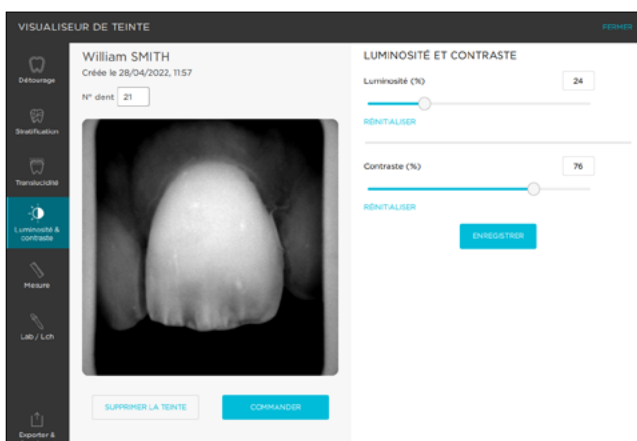 VISUALISEUR DE TEINTE
FERMER
Détourage
Stratification
Translucidité
Luminosité &
contraste
Mesure
Lab / Lch
Exporter &
William SMITH
Créée le 28/04/2022, 11:57
N° dent 21
SUPPRIMER LA TEINTE
COMMANDER
LUMINOSITÉ ET CONTRASTE
Luminosité (%) 24
RÉINITIALISER
Contraste (%) 76
RÉINITIALISER
ENREGISTRER